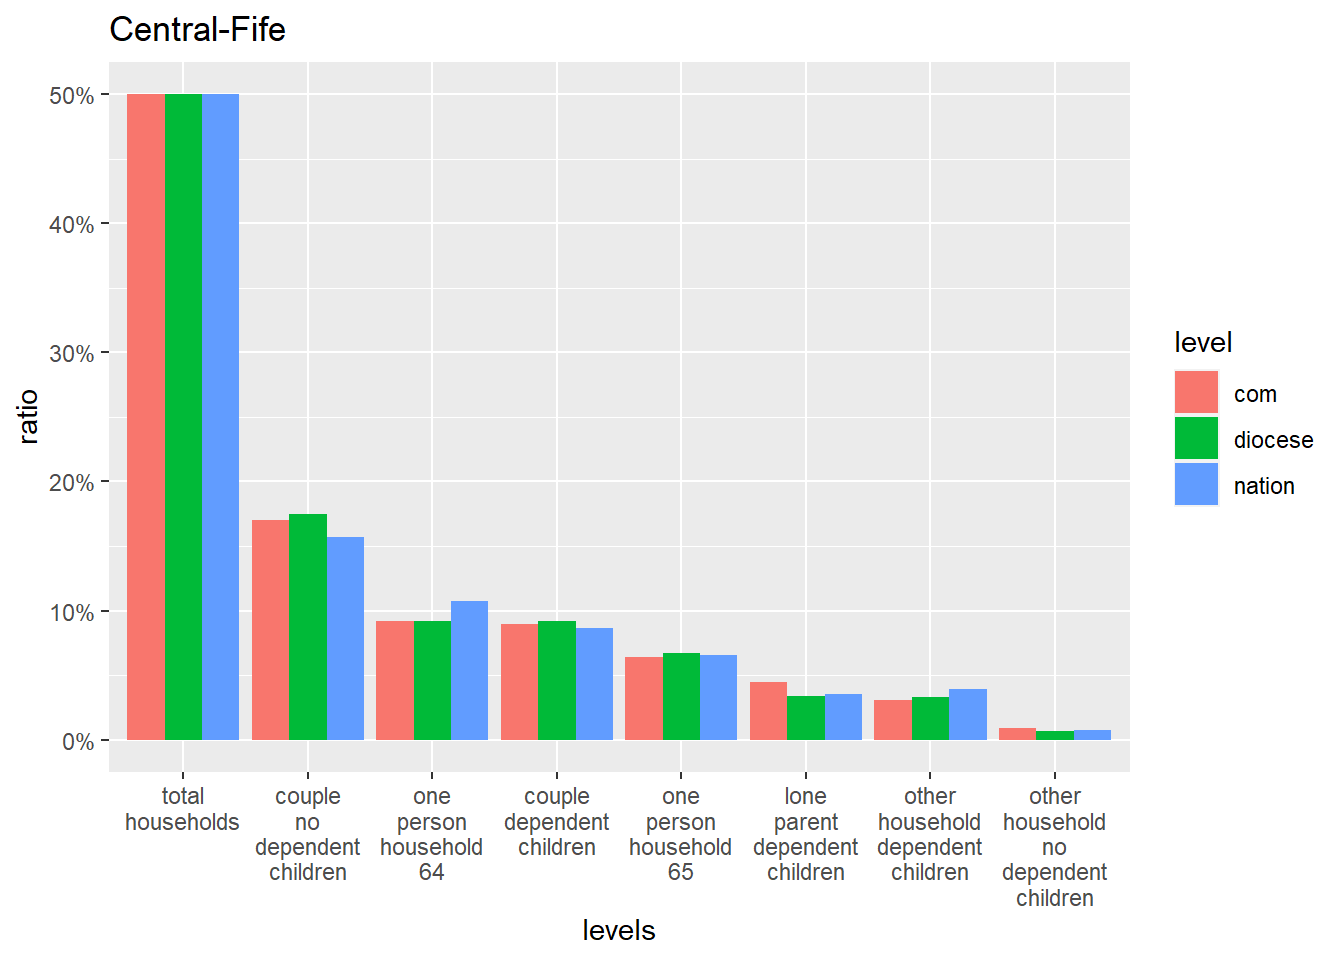 Central-Fife
50%
40%
30%
20%
10%
0%
ratio
total
households
couple
no
dependent
children
one
person
household
64
couple
dependent
children
one
person
household
65
lone
parent
dependent
children
other
household
dependent
children
other
household
no
dependent
children
levels
level
com
diocese
nation